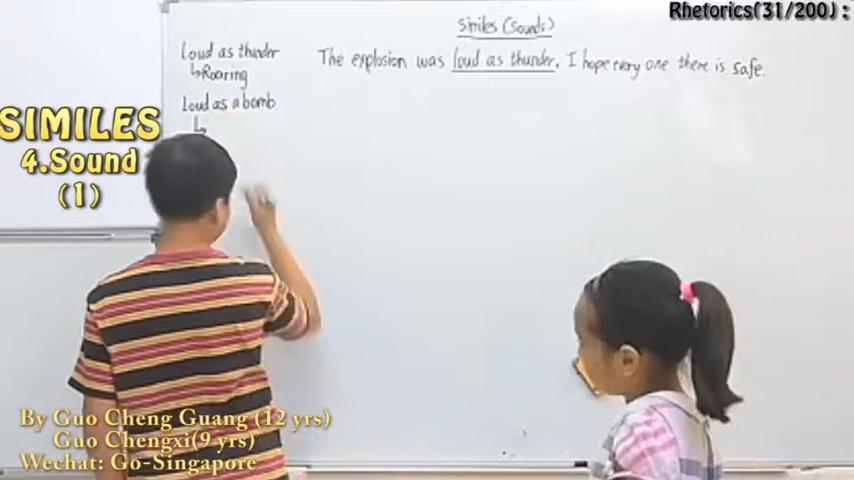 Rhetorics(31/200):
Similes (Sounds)
Loud as thunder
↳Roaring
Loud as a bomb
↳
The explosion was loud as thunder. I hope every one there is safe.
SIMILES
4.Sound
(1)
By Guo Cheng Guang (12 yrs)
Guo Chengxi(9 yrs)
Wechat: Go-Singapore